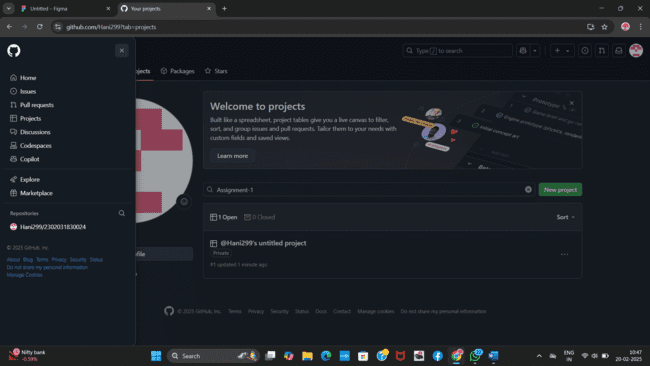 Untitled – Figma
Your projects
github.com/Hani299?tab=projects
Type / to search
Home
Issues
Pull requests
Projects
Discussions
Codespaces
Copilot
Explore
Marketplace
Repositories
Hani299/2302031830024
© 2025 GitHub, Inc.
About Blog Terms Privacy Security Status
Do not share my personal information
Manage Cookies
ojects
Packages
Stars
Welcome to projects
Built like a spreadsheet, project tables give you a live canvas to filter,
sort, and group issues and pull requests. Tailor them to your needs with
custom fields and saved views.
Learn more
Initial concept art
Assignment-1
New project
1 Open
0 Closed
Sort
@Hani299's untitled project
Private
#1 updated 1 minute ago
ofile
© 2025 GitHub, Inc. Terms Privacy Security Status Docs Contact Manage cookies Do not share my personal information
Nifty bank
-0.59%
Search
ENG
IN
10:47
20-02-2025